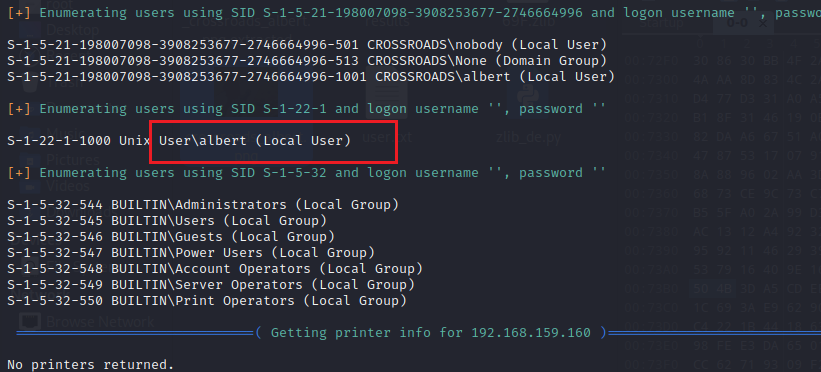 [+] Enumerating users using SID S-1-5-21-198007098-3908253677-2746664996 and logon username '', passwo
S-1-5-21-198007098-3908253677-2746664996-501 CROSSROADS\nobody (Local User)
S-1-5-21-198007098-3908253677-2746664996-513 CROSSROADS\None (Domain Group)
S-1-5-21-198007098-3908253677-2746664996-1001 CROSSROADS\albert (Local User)
[+] Enumerating users using SID S-1-22-1 and logon username '', password ''
S-1-22-1-1000 Unix User\albert (Local User)
[+] Enumerating users using SID S-1-5-32 and logon username '', password ''
S-1-5-32-544 BUILTIN\Administrators (Local Group)
S-1-5-32-545 BUILTIN\Users (Local Group)
S-1-5-32-546 BUILTIN\Guests (Local Group)
S-1-5-32-547 BUILTIN\Power Users (Local Group)
S-1-5-32-548 BUILTIN\Account Operators (Local Group)
S-1-5-32-549 BUILTIN\Server Operators (Local Group)
S-1-5-32-550 BUILTIN\Print Operators (Local Group)
( Getting printer info for 192.168.159.160 )
No printers returned.